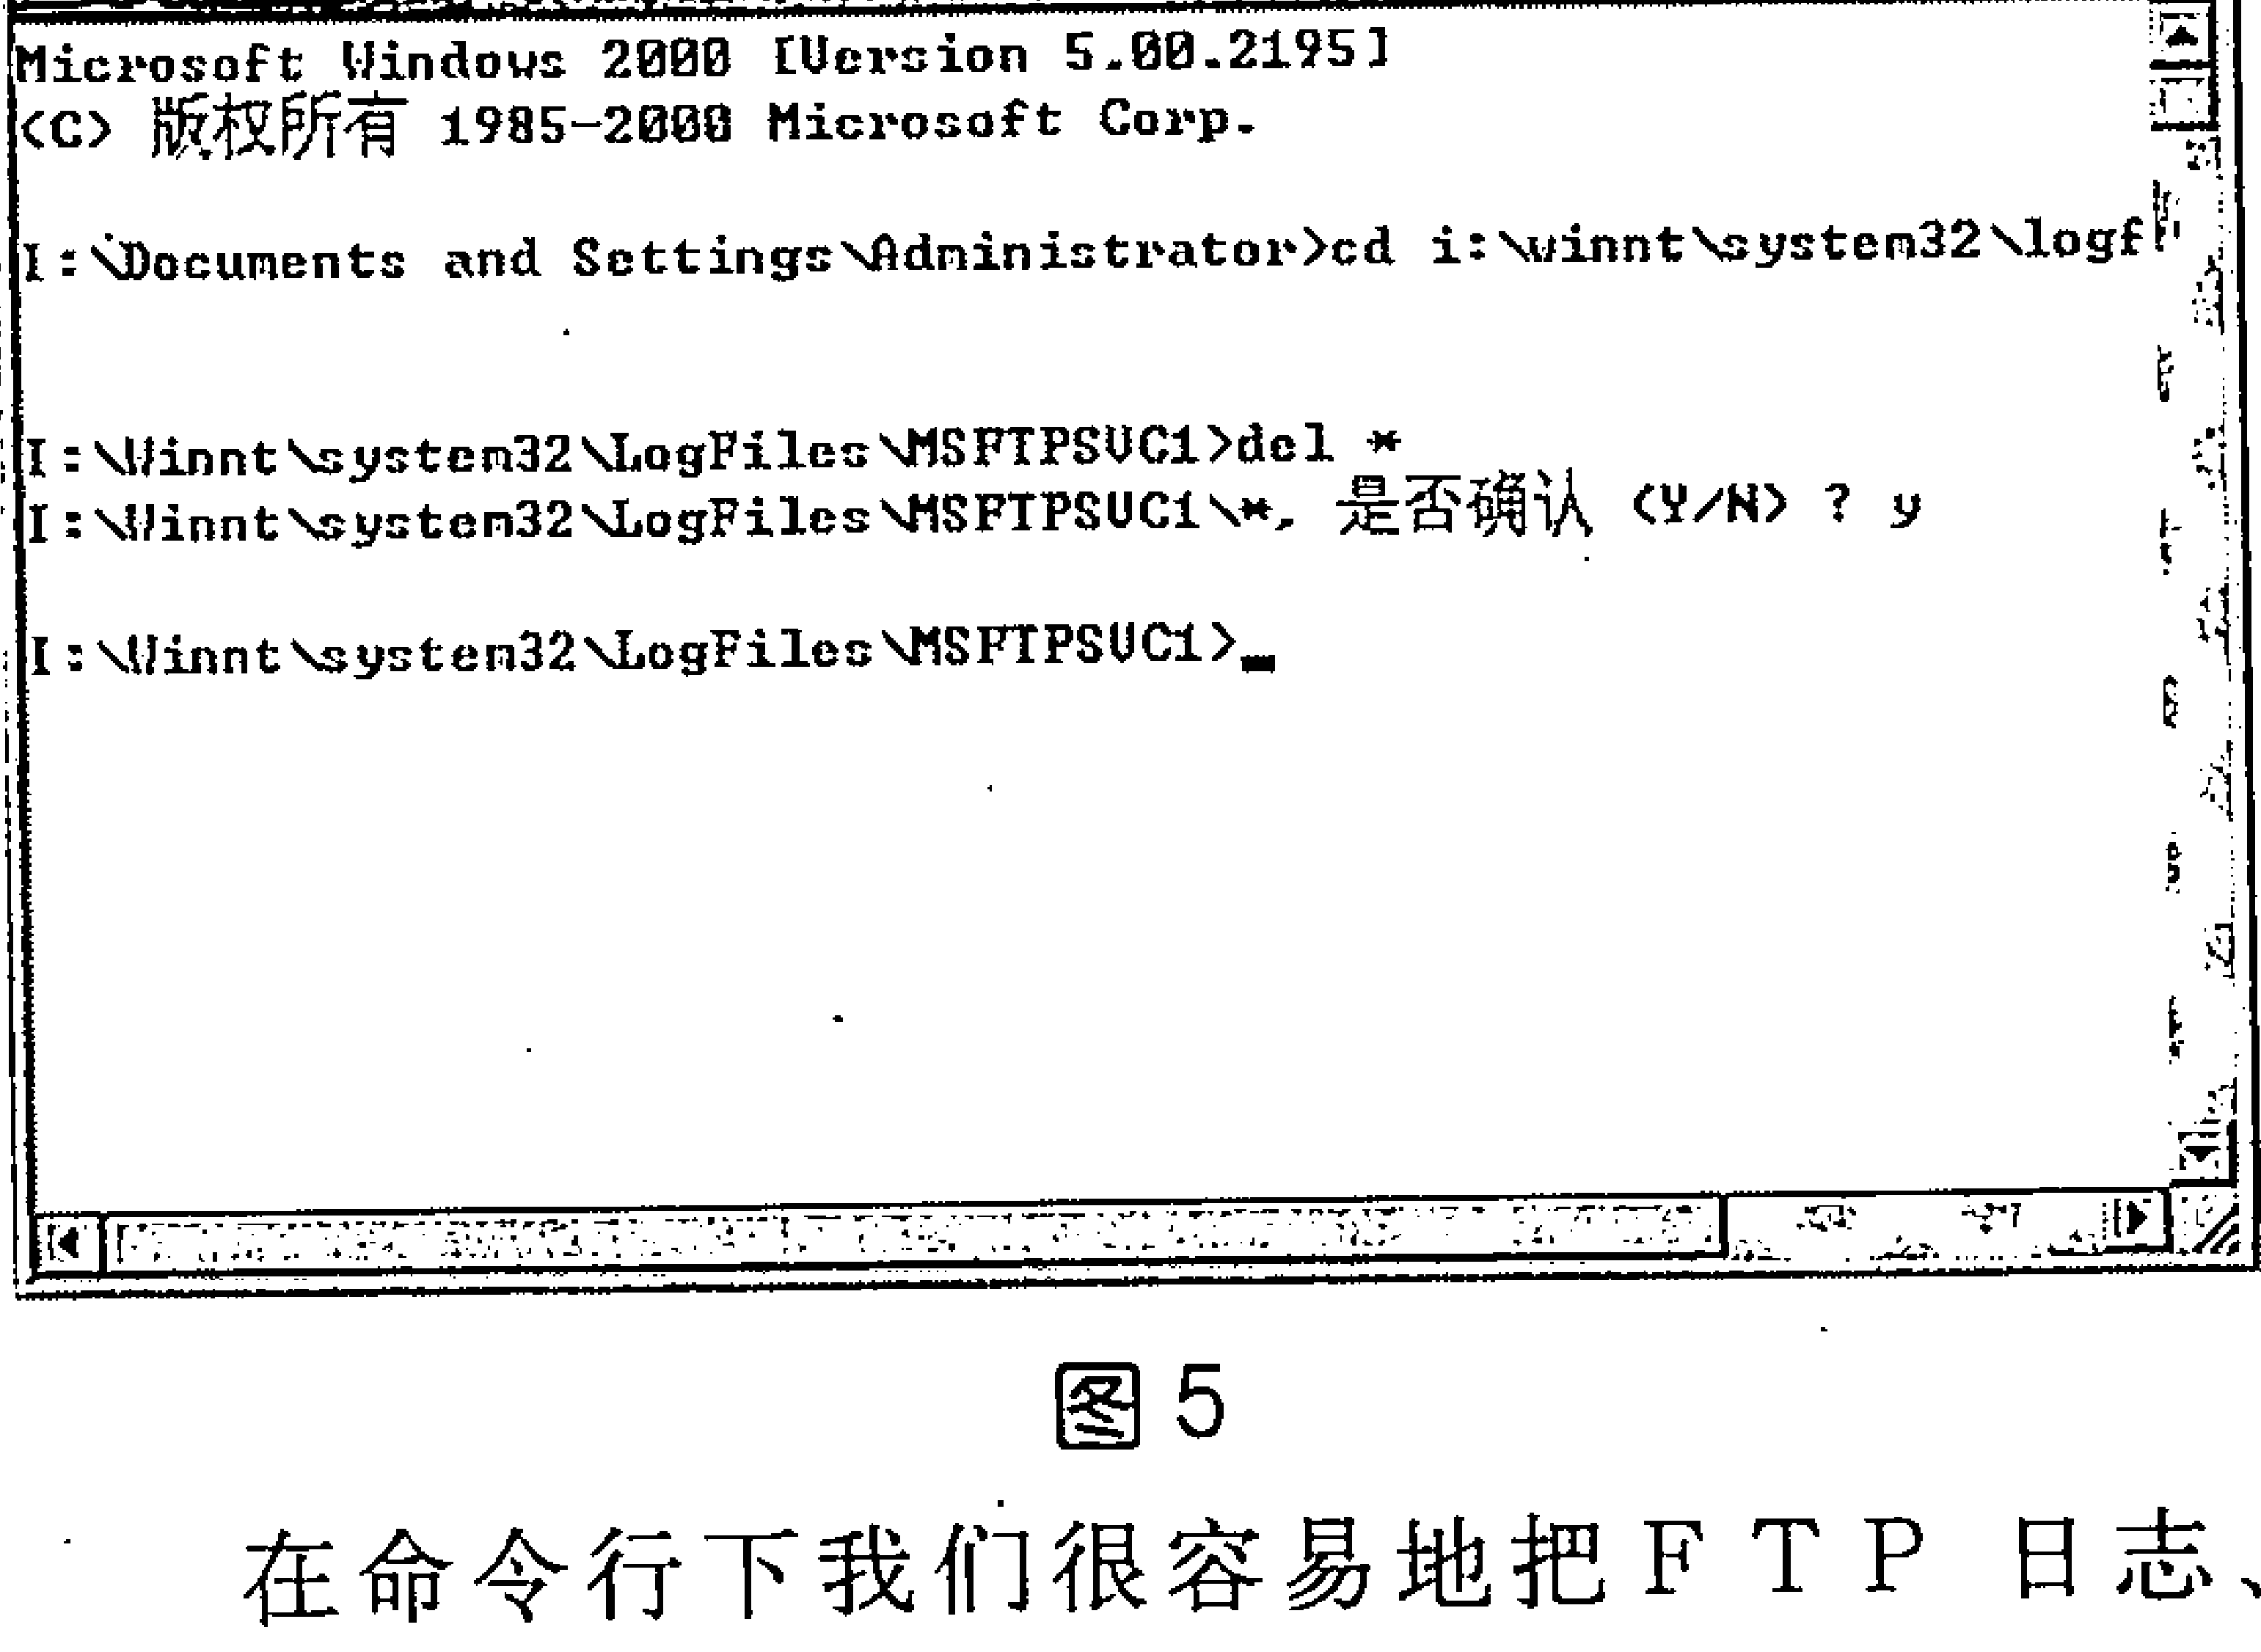 Microsoft Windows 2000 [Version 5.00.2195]
(C) 版权所有 1985-2000 Microsoft Corp.
I:\Documents and Settings\Administrator>cd i:\winnt\system32\logf
I:\Winnt\system32\LogFiles\MSFTPSVC1>del *
I:\Winnt\system32\LogFiles\MSFTPSVC1\*, 是否确认 (Y/N) ? y
I:\Winnt\system32\LogFiles\MSFTPSVC1>
图 5
在命令行下我们很容易地把FTP 日志、